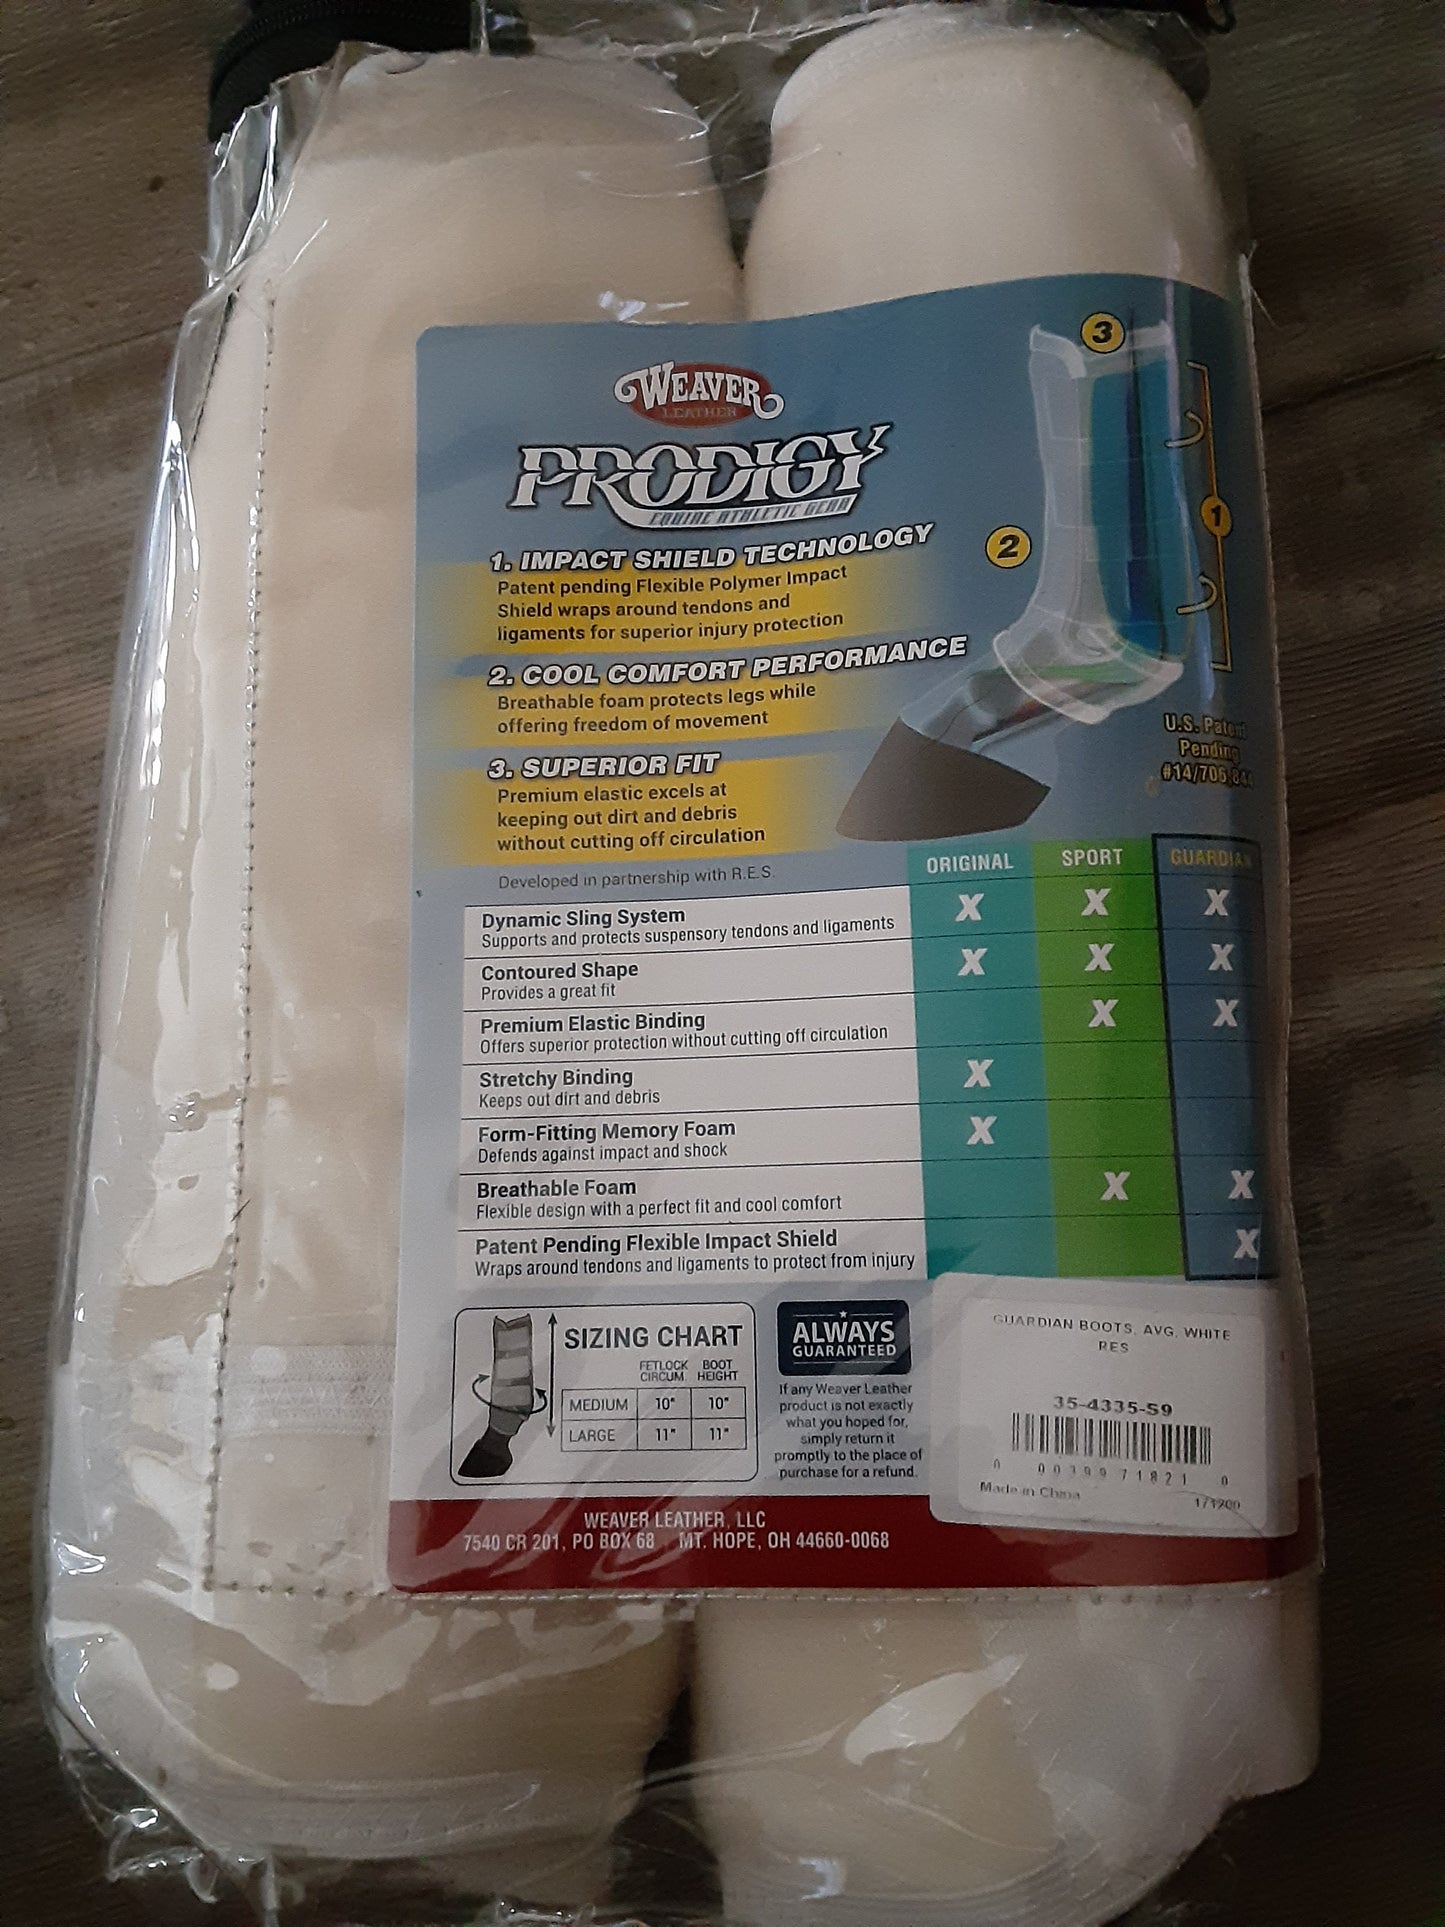 WEAVER
LEATHER
PRODIGY
EQUINE ATHLETIC GEAR
1. IMPACT SHIELD TECHNOLOGY
Patent pending Flexible Polymer Impact
Shield wraps around tendons and
ligaments for superior injury protection
2. COOL COMFORT PERFORMANCE
Breathable foam protects legs while
offering freedom of movement
3. SUPERIOR FIT
Premium elastic excels at
keeping out dirt and debris
without cutting off circulation
Developed in partnership with R.E.S.
3
2
1
U.S. Patent
Pending
#14/706,844
ORIGINAL SPORT GUARDIAN
Dynamic Sling System X X X
Supports and protects suspensory tendons and ligaments
Contoured Shape X X X
Provides a great fit
Premium Elastic Binding X X
Offers superior protection without cutting off circulation
Stretchy Binding X
Keeps out dirt and debris
Form-Fitting Memory Foam X
Defends against impact and shock
Breathable Foam X X
Flexible design with a perfect fit and cool comfort
Patent Pending Flexible Impact Shield X
Wraps around tendons and ligaments to protect from injury
SIZING CHART
FETLOCK BOOT
CIRCUM. HEIGHT
MEDIUM 10" 10"
LARGE 11" 11"
ALWAYS
GUARANTEED
If any Weaver Leather
product is not exactly
what you hoped for,
simply return it
promptly to the place of
purchase for a refund.
GUARDIAN BOOTS, AVG, WHITE
RES
35-4335-S9
0 00399 71821 0
Made in China
171200
WEAVER LEATHER, LLC
7540 CR 201, PO BOX 68 MT. HOPE, OH 44660-0068